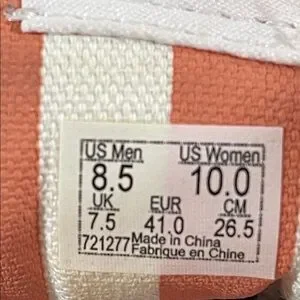 US Men US Women
8.5 10.0
UK EUR CM
7.5 41.0 26.5
721277 Made in China
Fabrique en Chine